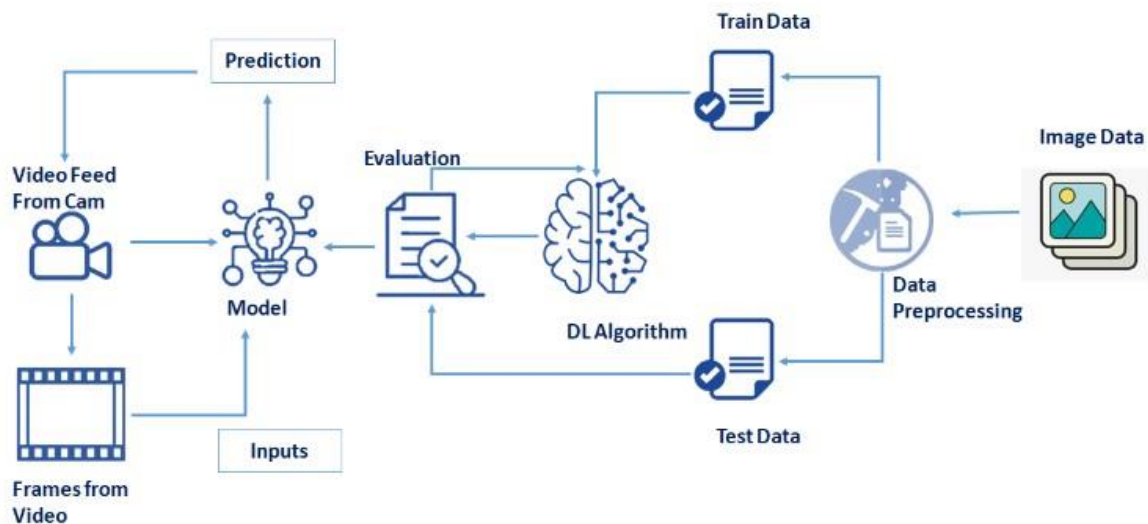 Train Data
Prediction
Image Data
Evaluation
Video Feed
From Cam
Model
Data
Preprocessing
DL Algorithm
Inputs
Test Data
Frames from
Video